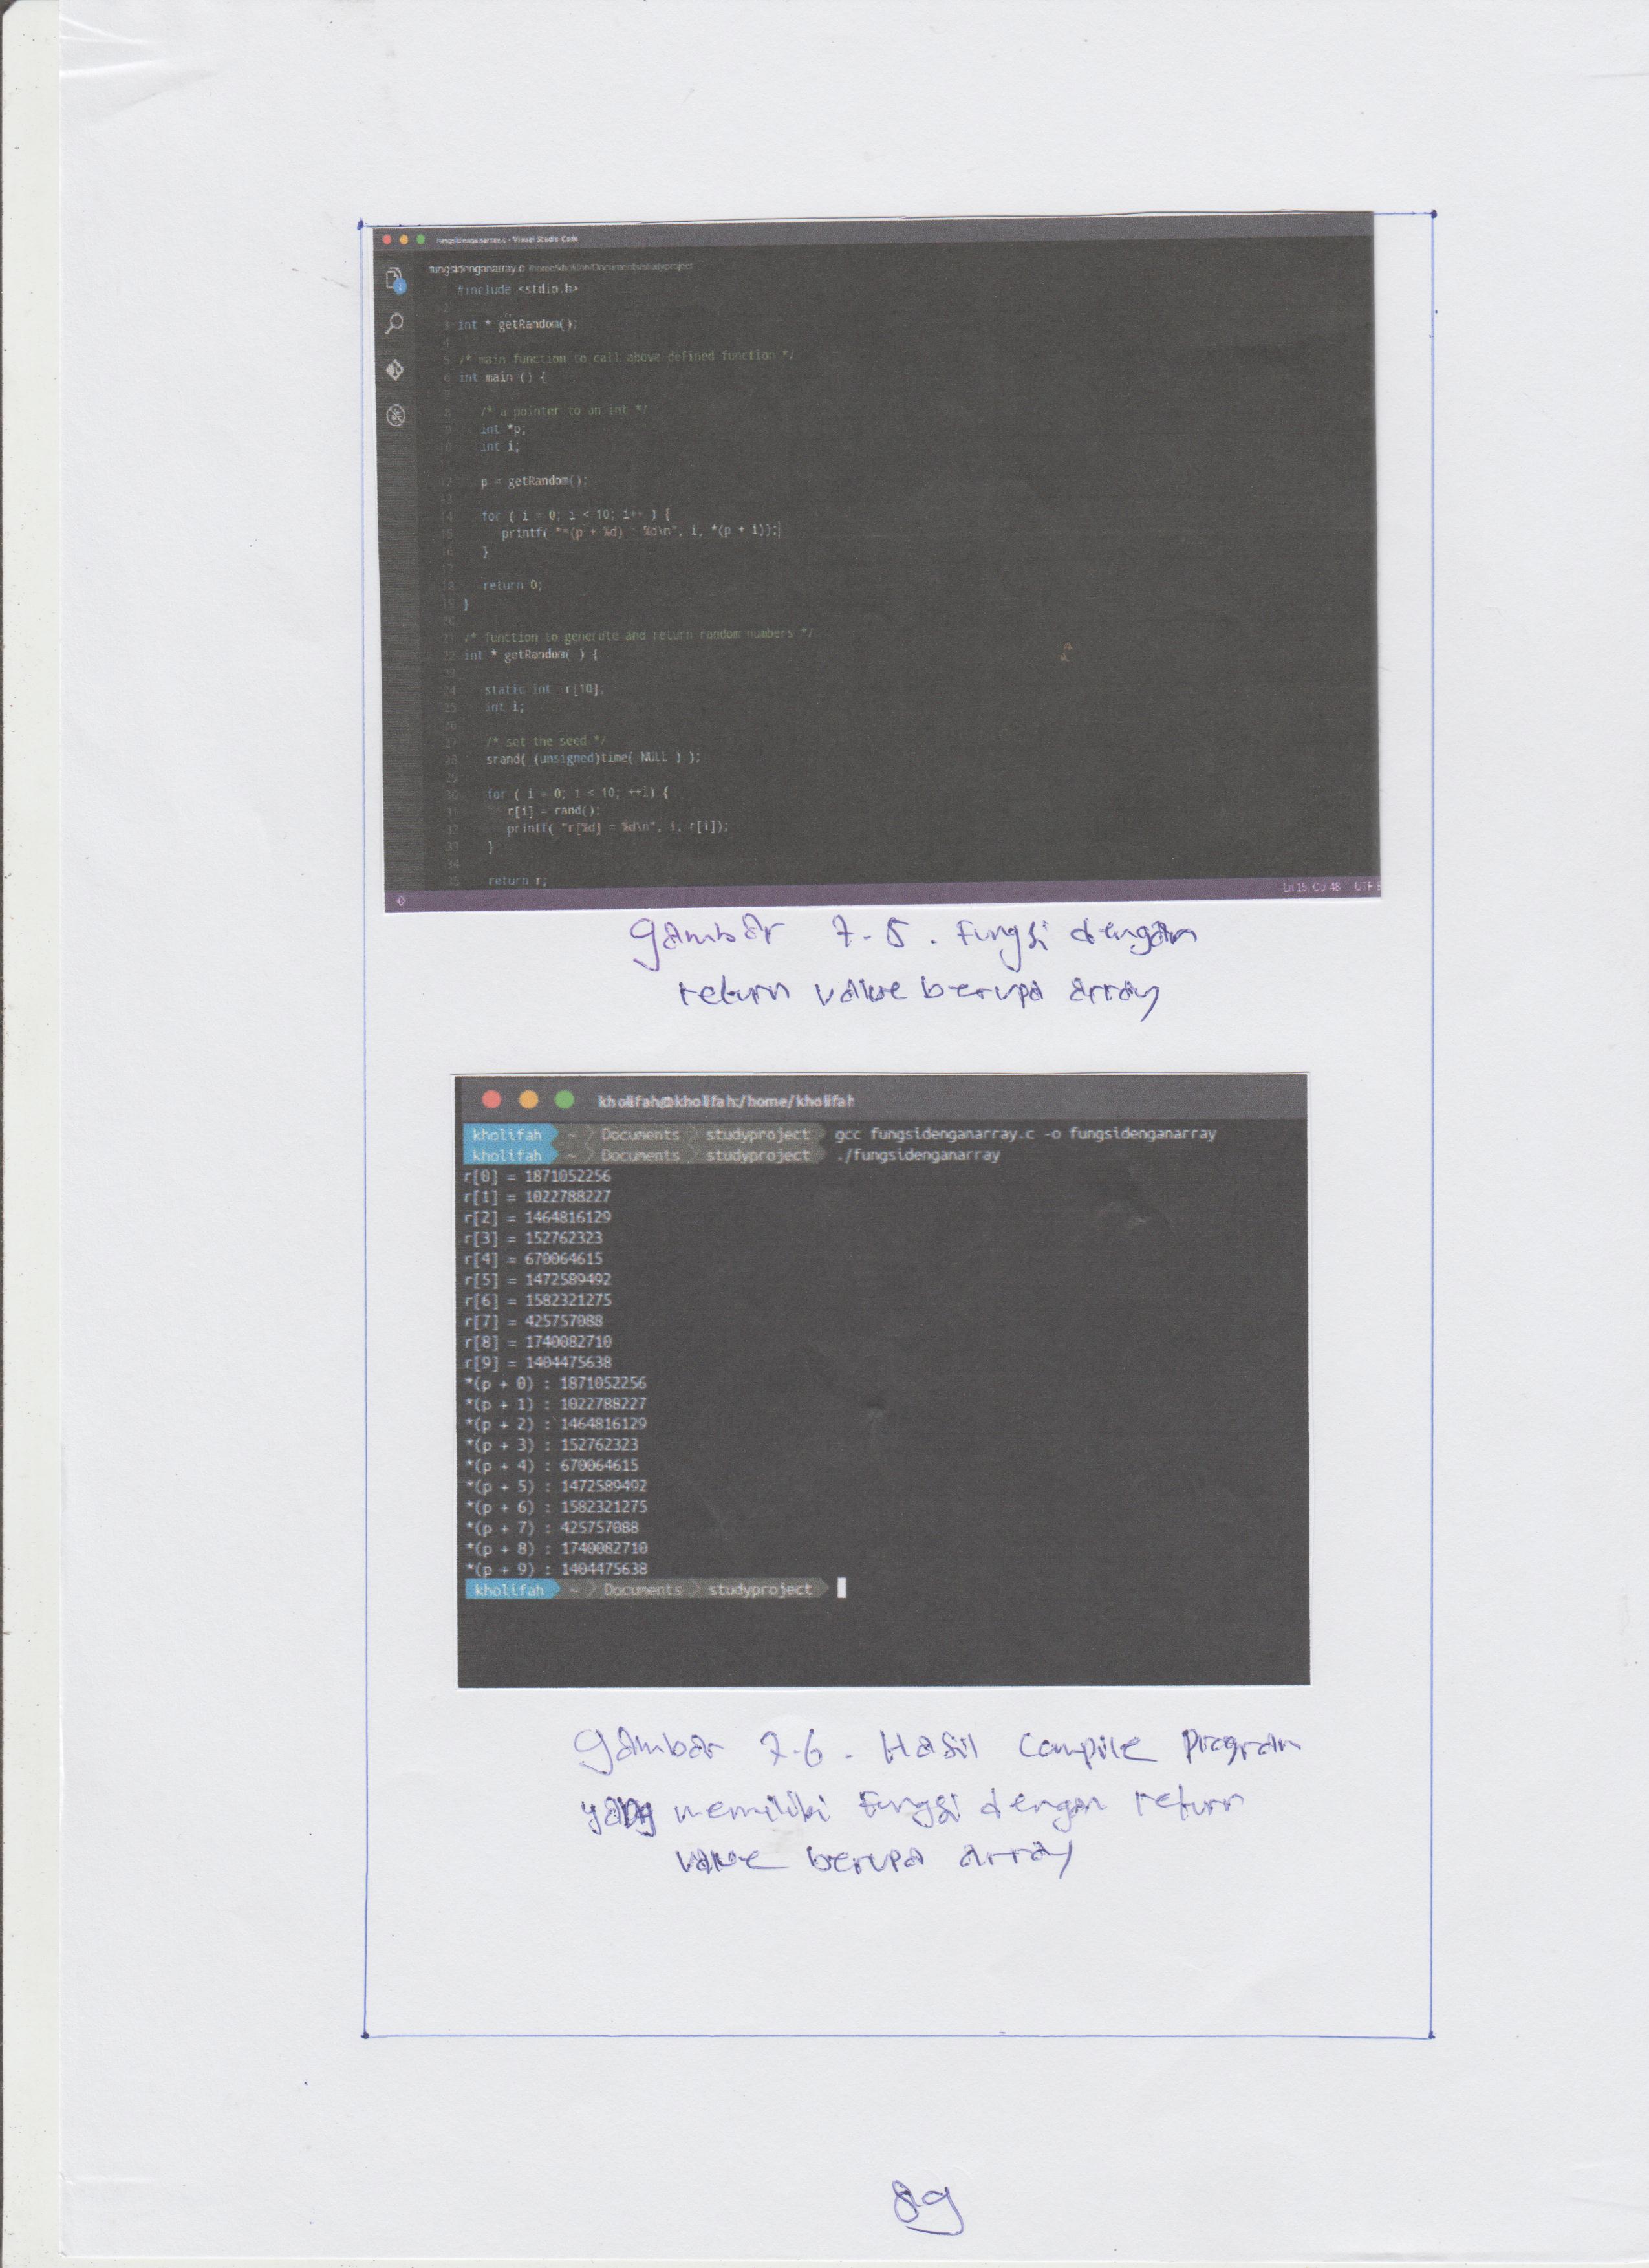 fungsidenganarray.c - Visual Studio Code
fungsidenganarray.c /home/kholifah/Documents/studyproject
1 #include <stdio.h>
2
3 int * getRandom();
4
5 /* main function to call above defined function */
6 int main () {
7
8 /* a pointer to an int */
9 int *p;
10 int i;
11
12 p = getRandom();
13
14 for ( i = 0; i < 10; i++ ) {
15 printf( "*(p + %d) : %d\n", i, *(p + i));
16 }
17
18 return 0;
19 }
20
21 /* function to generate and return random numbers */
22 int * getRandom( ) {
23
24 static int r[10];
25 int i;
26
27 /* set the seed */
28 srand( (unsigned)time( NULL ) );
29
30 for ( i = 0; i < 10; ++i) {
31 r[i] = rand();
32 printf( "r[%d] = %d\n", i, r[i]);
33 }
34
35 return r;
Ln 15, Col 48 UTF-8
Gambar 7.5. Fungsi dengan
return value berupa array
kholifah@kholifah:/home/kholifah
kholifah ~ Documents studyproject gcc fungsidenganarray.c -o fungsidenganarray
kholifah ~ Documents studyproject ./fungsidenganarray
r[0] = 1871052256
r[1] = 1022788227
r[2] = 1464816129
r[3] = 152762323
r[4] = 670064615
r[5] = 1472589492
r[6] = 1582321275
r[7] = 425757088
r[8] = 1740082710
r[9] = 1404475638
*(p + 0) : 1871052256
*(p + 1) : 1022788227
*(p + 2) : 1464816129
*(p + 3) : 152762323
*(p + 4) : 670064615
*(p + 5) : 1472589492
*(p + 6) : 1582321275
*(p + 7) : 425757088
*(p + 8) : 1740082710
*(p + 9) : 1404475638
kholifah ~ Documents studyproject
Gambar 7.6. Hasil Compile Program
yang memiliki Fungsi dengan return
value berupa array
89